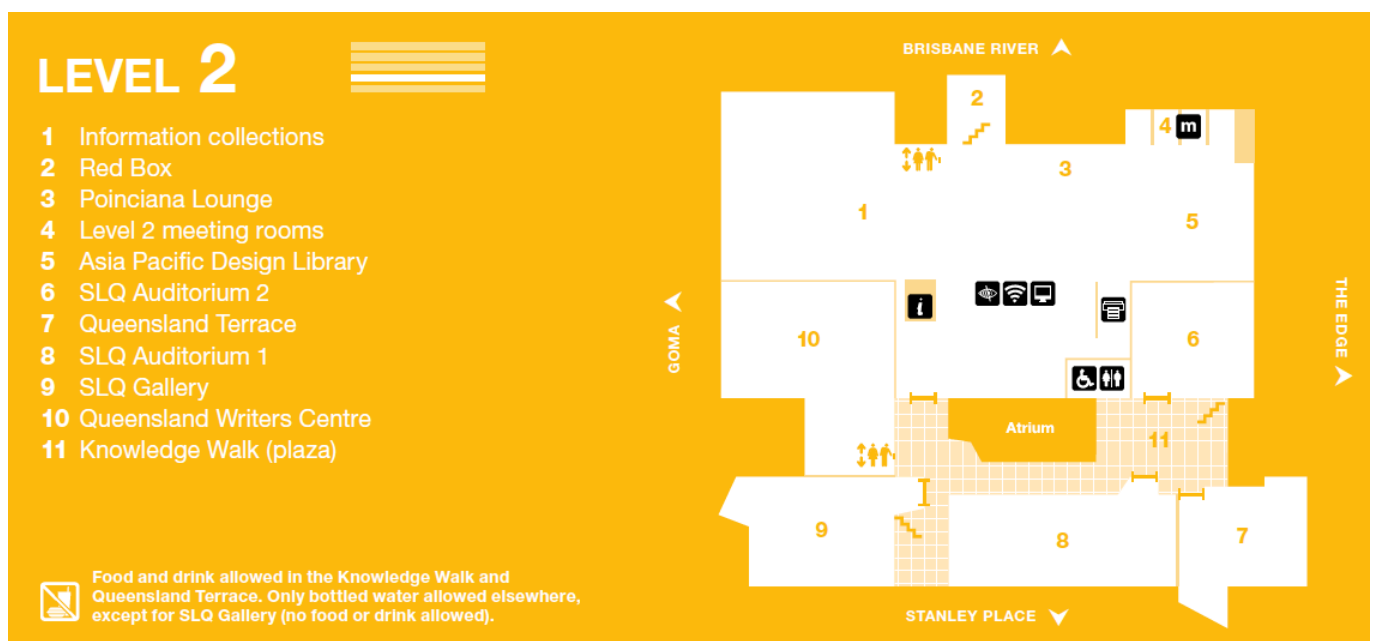 LEVEL 2
1 Information collections
2 Red Box
3 Poinciana Lounge
4 Level 2 meeting rooms
5 Asia Pacific Design Library
6 SLQ Auditorium 2
7 Queensland Terrace
8 SLQ Auditorium 1
9 SLQ Gallery
10 Queensland Writers Centre
11 Knowledge Walk (plaza)
Food and drink allowed in the Knowledge Walk and
Queensland Terrace. Only bottled water allowed elsewhere,
except for SLQ Gallery (no food or drink allowed).
BRISBANE RIVER
2
4 m
3
1
5
i
GOMA
THE EDGE
10
6
Atrium
11
9
8
7
STANLEY PLACE